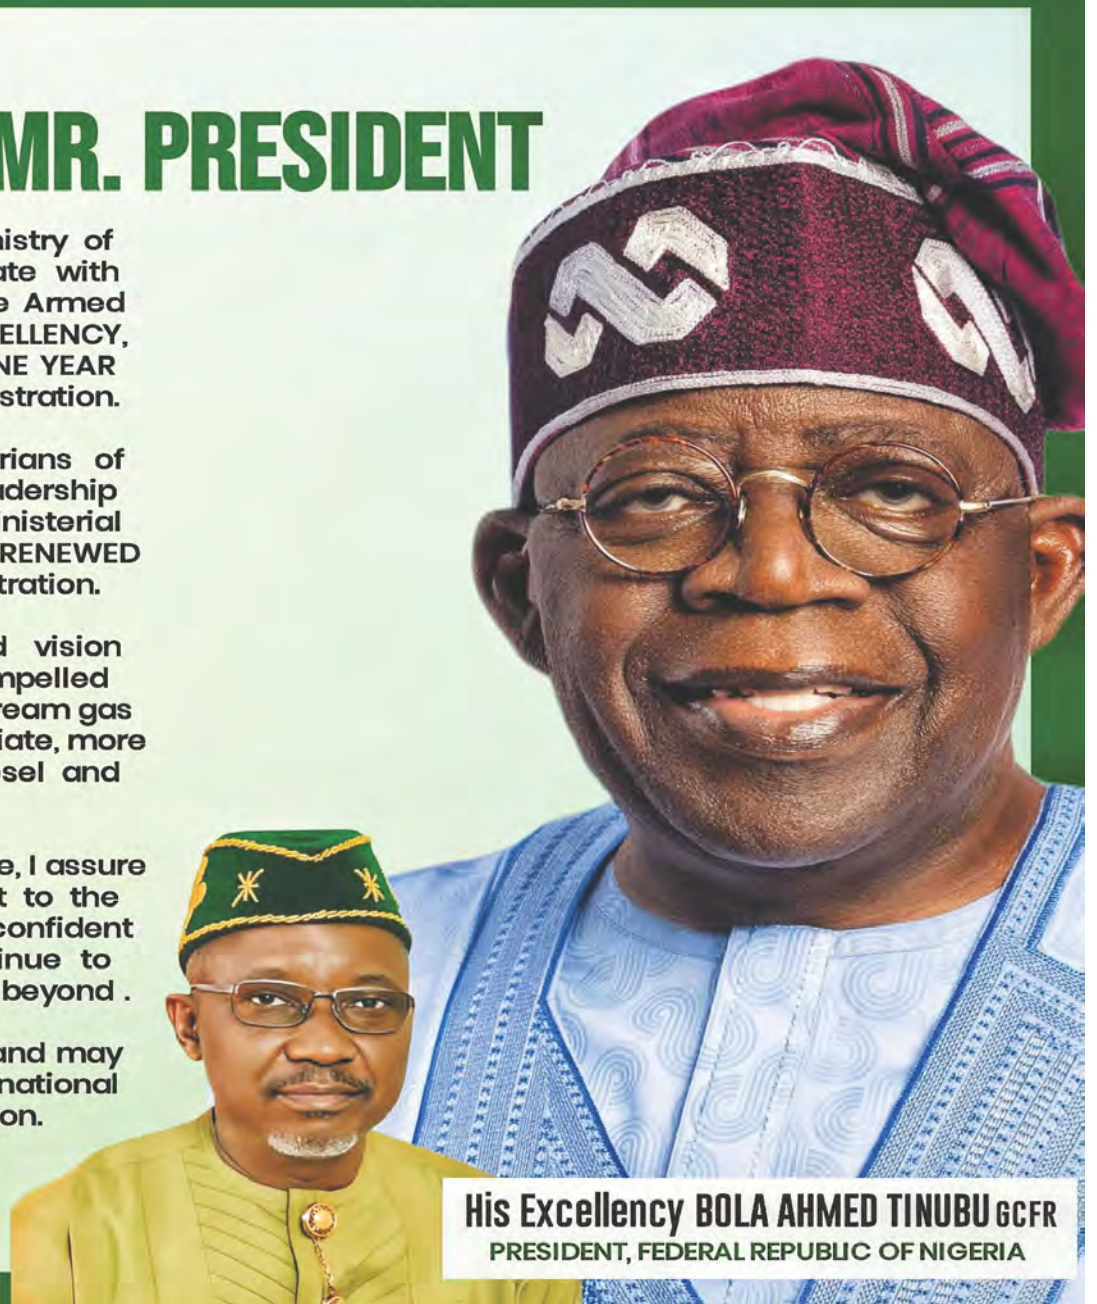 MR. PRESIDENT
istry of
ate with
e Armed
ELLENCY,
NE YEAR
stration.
rians of
adership
inisterial
RENEWED
tration.
d vision
mpelled
ream gas
iate, more
sel and
e, I assure
t to the
confident
inue to
beyond .
and may
national
on.
His Excellency BOLA AHMED TINUBU GCFR
PRESIDENT, FEDERAL REPUBLIC OF NIGERIA